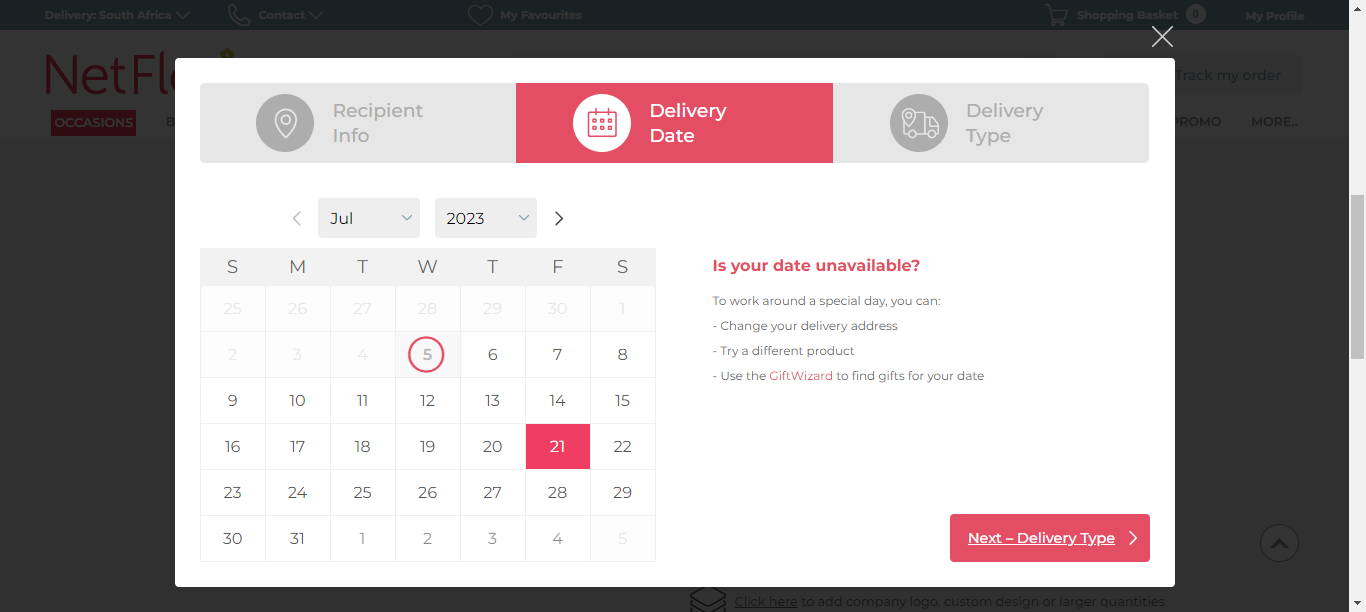 Delivery: South Africa
Contact
My Favourites
Shopping Basket 0
My Profile
Track my order
OCCASIONS
MORE..
Recipient
Info
Delivery
Date
Delivery
Type
Jul 2023
S M T W T F S
25 26 27 28 29 30 1
2 3 4 5 6 7 8
9 10 11 12 13 14 15
16 17 18 19 20 21 22
23 24 25 26 27 28 29
30 31 1 2 3 4 5
Is your date unavailable?
To work around a special day, you can:
- Change your delivery address
- Try a different product
- Use the GiftWizard to find gifts for your date
Next – Delivery Type
Click here to add company logo, custom design or larger quantities